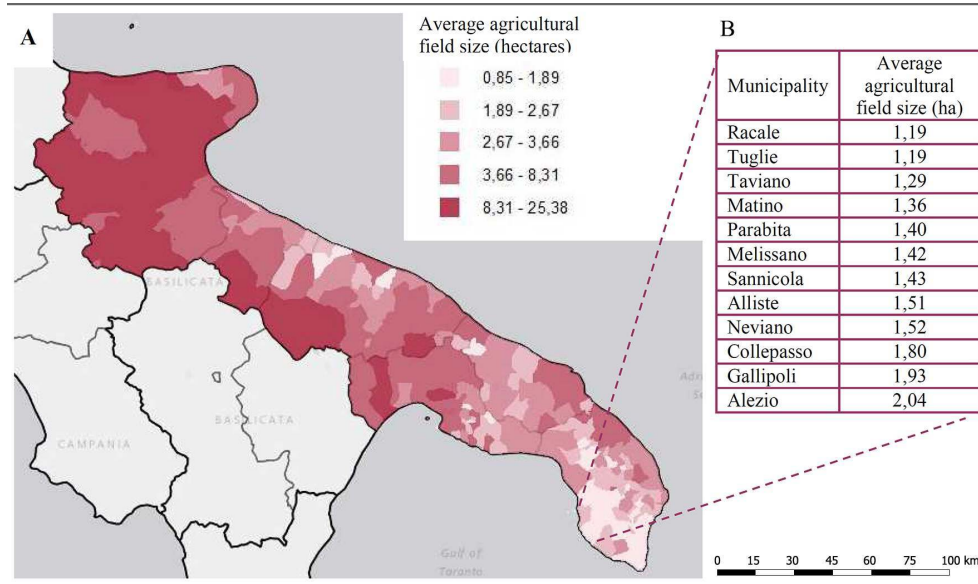 A
Average agricultural
field size (hectares)
0,85 - 1,89
1,89 - 2,67
2,67 - 3,66
3,66 - 8,31
8,31 - 25,38
BASILICATA
BASILICATA
CAMPANIA
Gulf of
Taranto
B
Municipality Average agricultural field size (ha)
Racale 1,19
Tuglie 1,19
Taviano 1,29
Matino 1,36
Parabita 1,40
Melissano 1,42
Sannicola 1,43
Alliste 1,51
Neviano 1,52
Collepasso 1,80
Gallipoli 1,93
Alezio 2,04
0 15 30 45 60 75 100 km